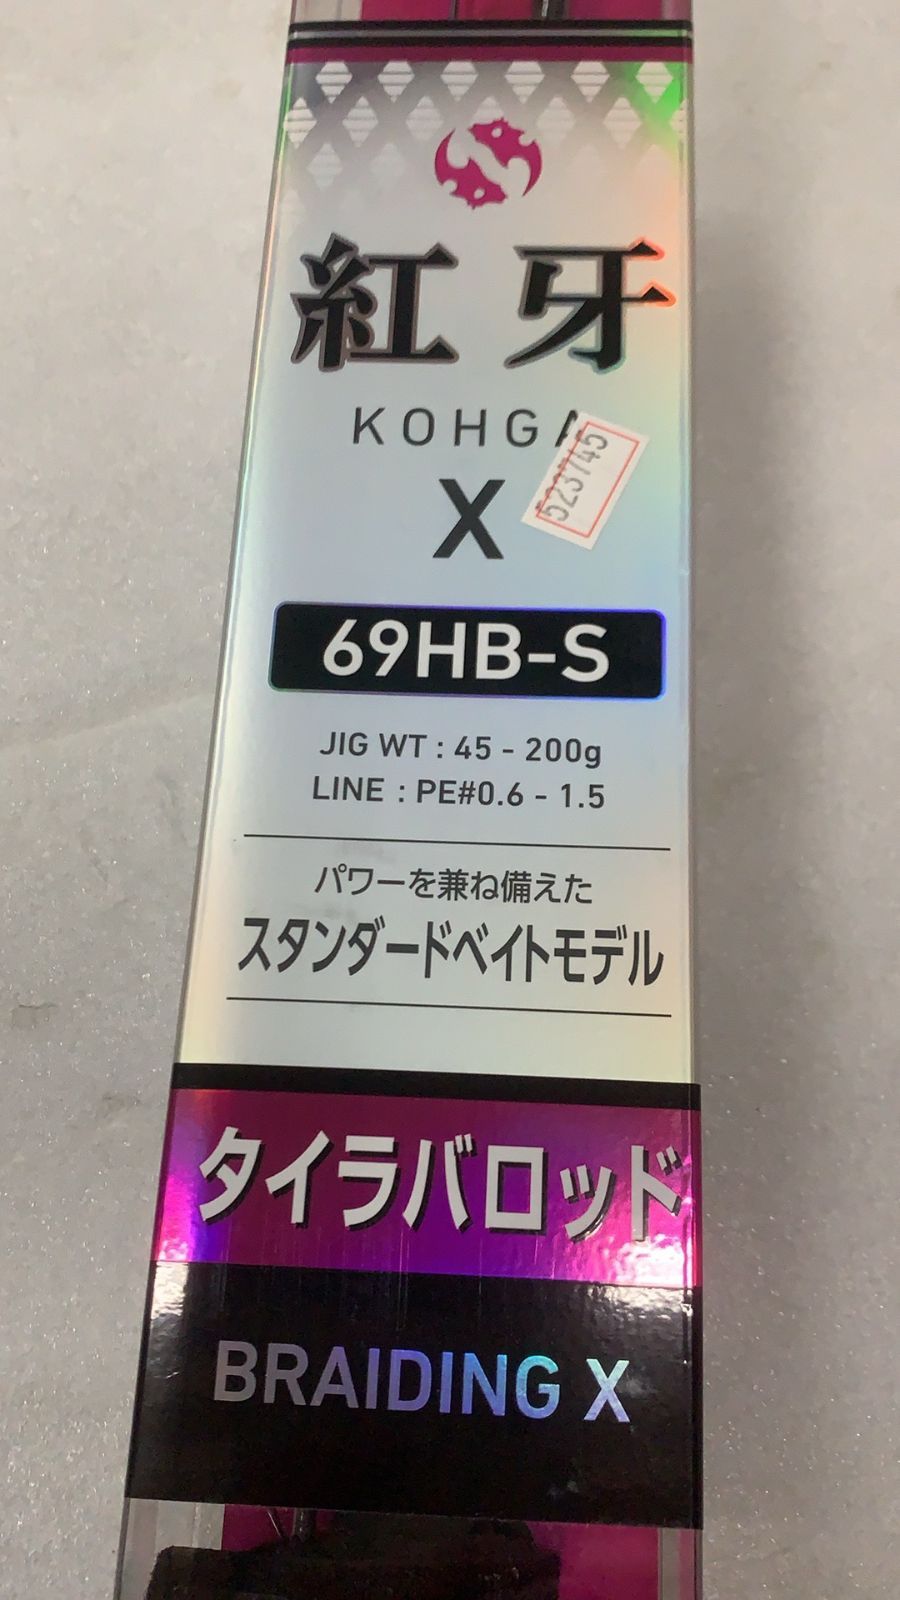 紅牙
KOHGA
523745
X
69HB-S
JIG WT : 45 - 200g
LINE : PE#0.6 - 1.5
パワーを兼ね備えた
スタンダードベイトモデル
タイラバロッド
BRAIDING X